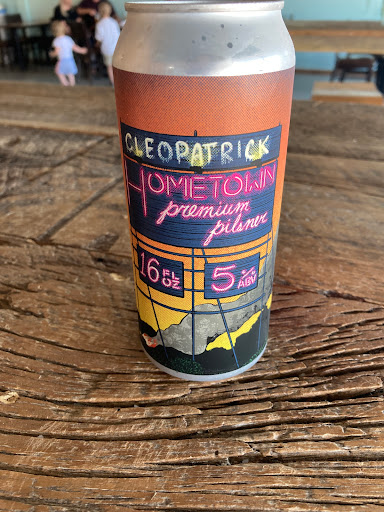 CLEOPATRICK
HOMETOWN
premium
pilsner
16 FL OZ 5% ABV